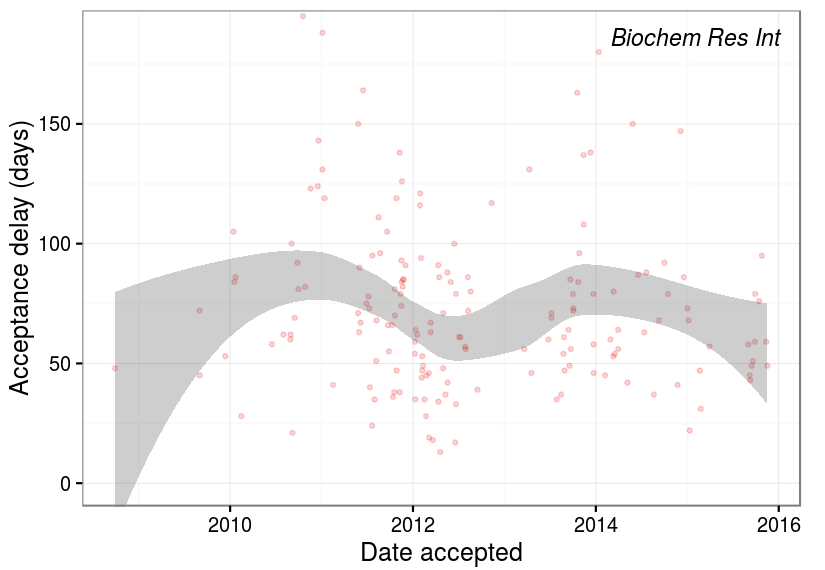 Biochem Res Int
Acceptance delay (days)
150
100
50
0
2010 2012 2014 2016
Date accepted